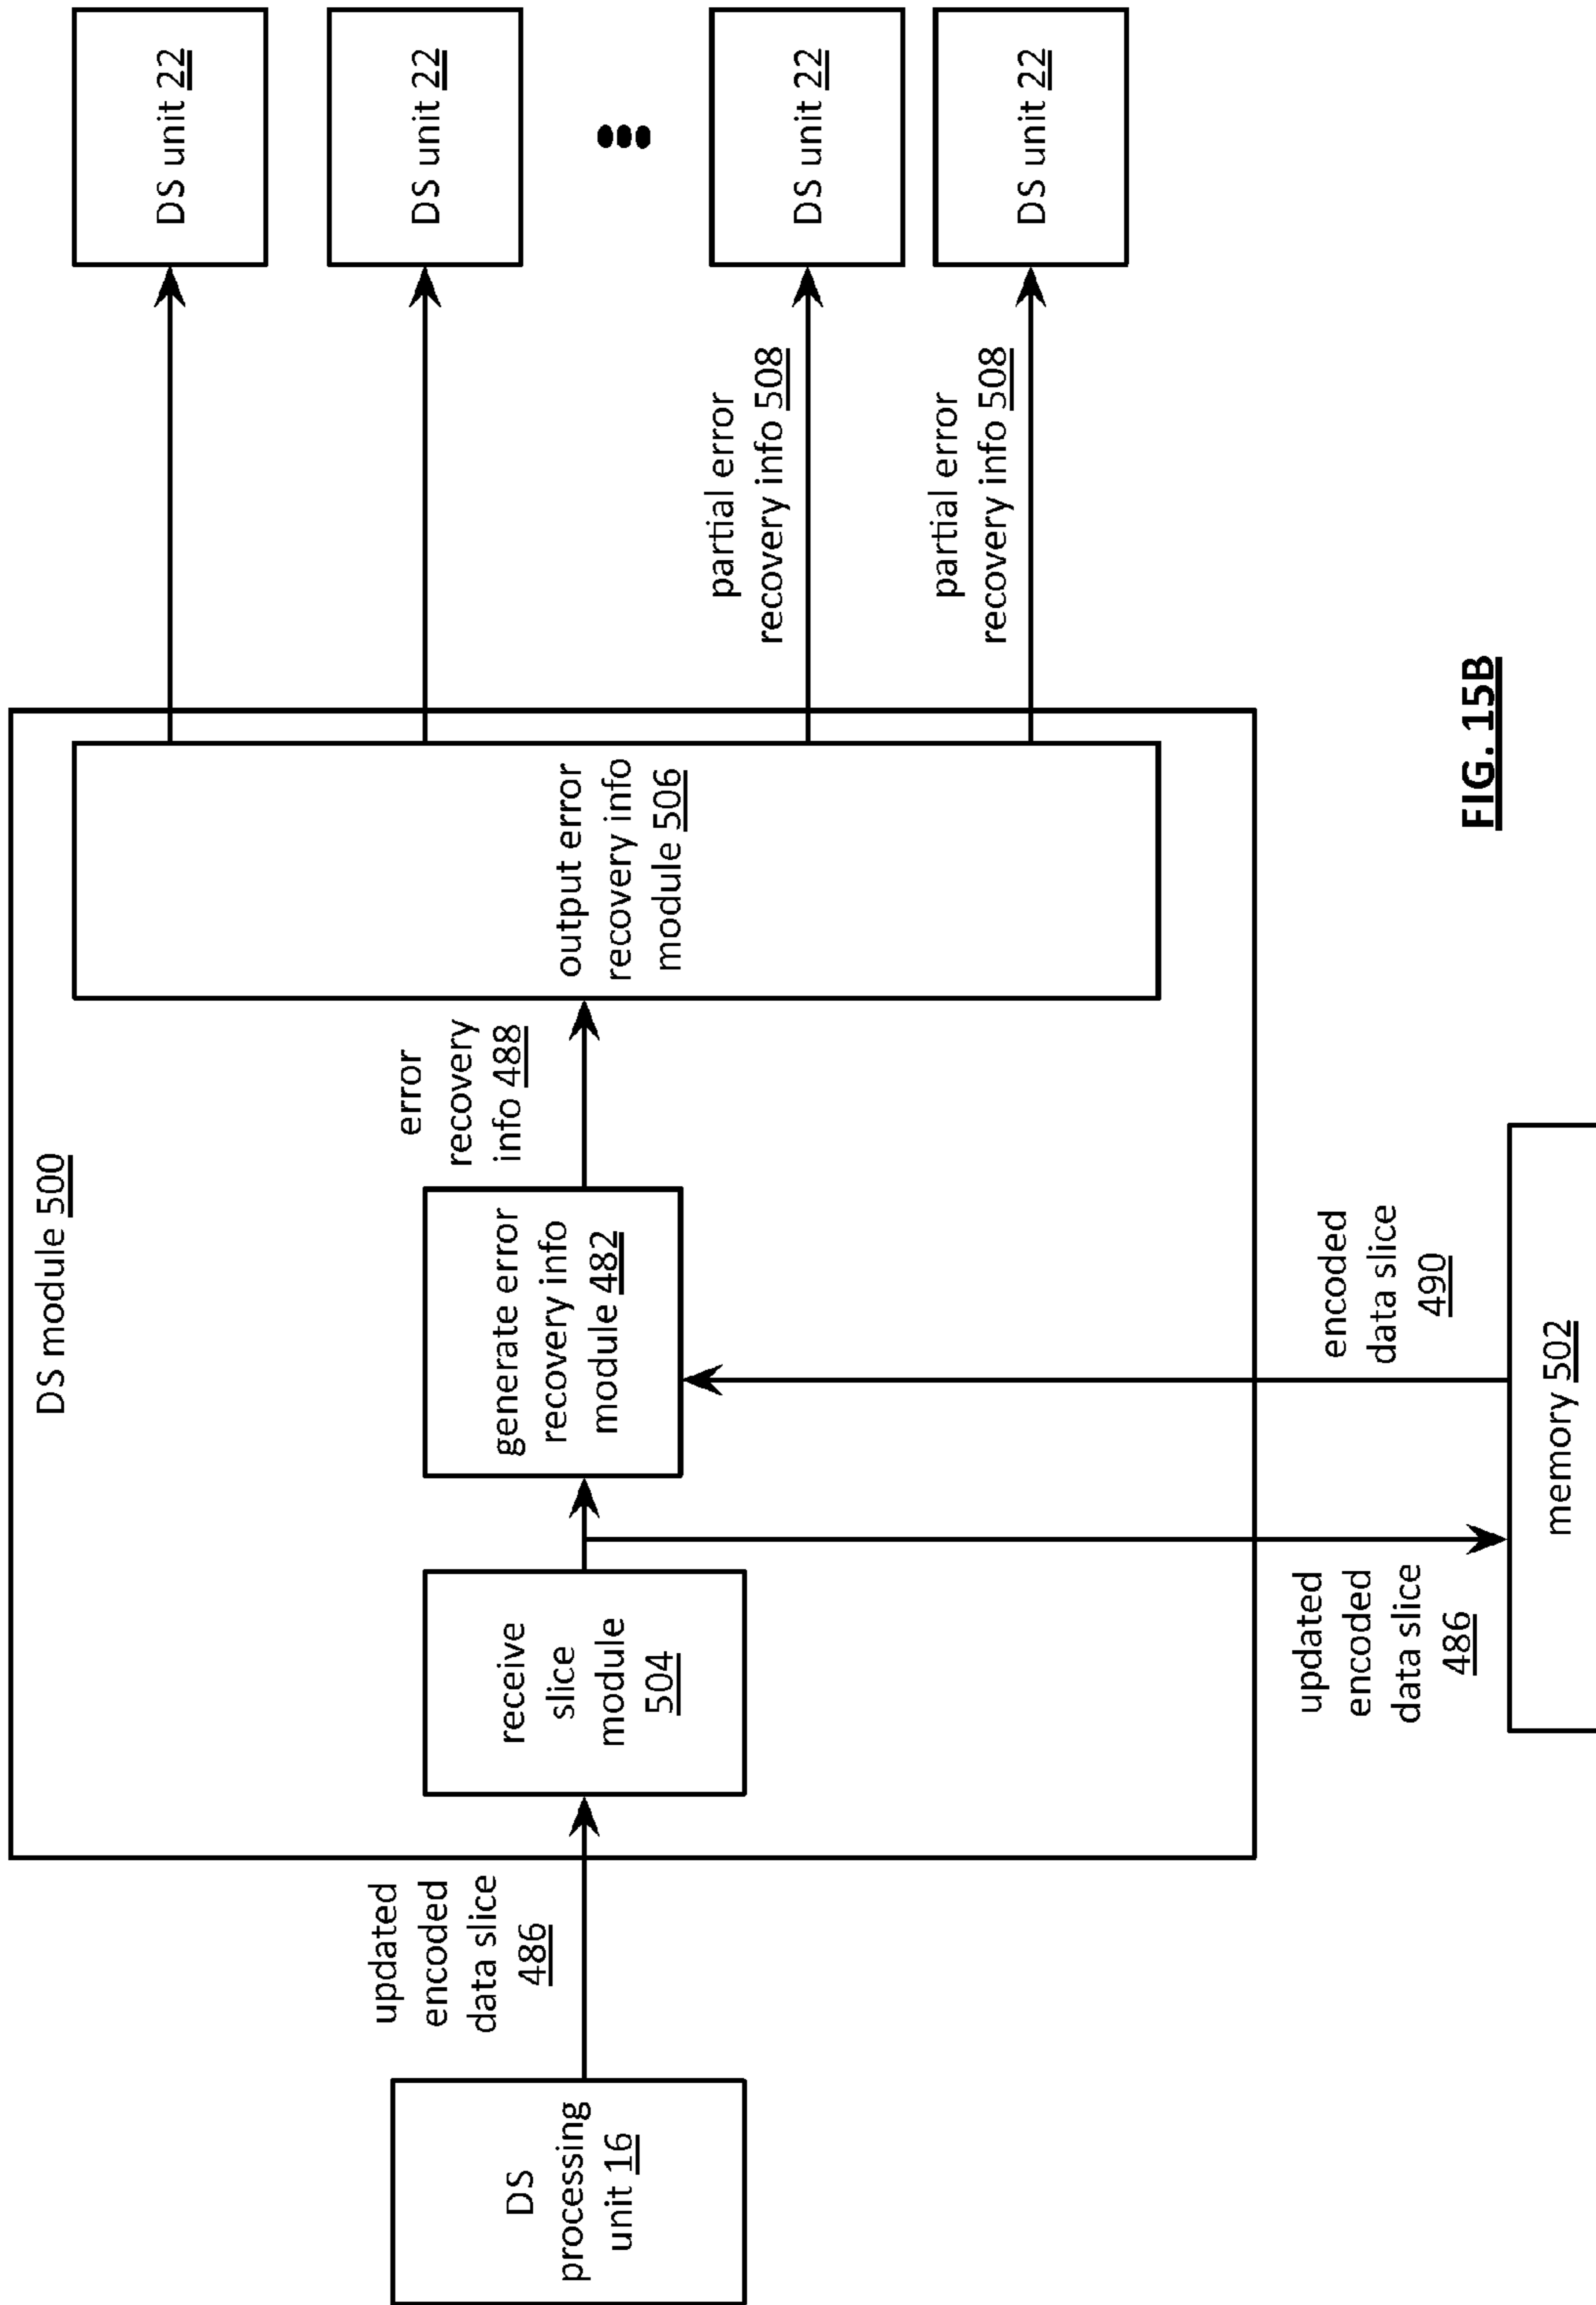 DS module 500
DS
processing
unit 16
updated
encoded
data slice
486
receive
slice
module
504
generate error
recovery info
module 482
error
recovery
info 488
output error
recovery info
module 506
DS unit 22
DS unit 22
partial error
recovery info 508
DS unit 22
partial error
recovery info 508
DS unit 22
updated
encoded
data slice
486
encoded
data slice
490
memory 502
FIG. 15B